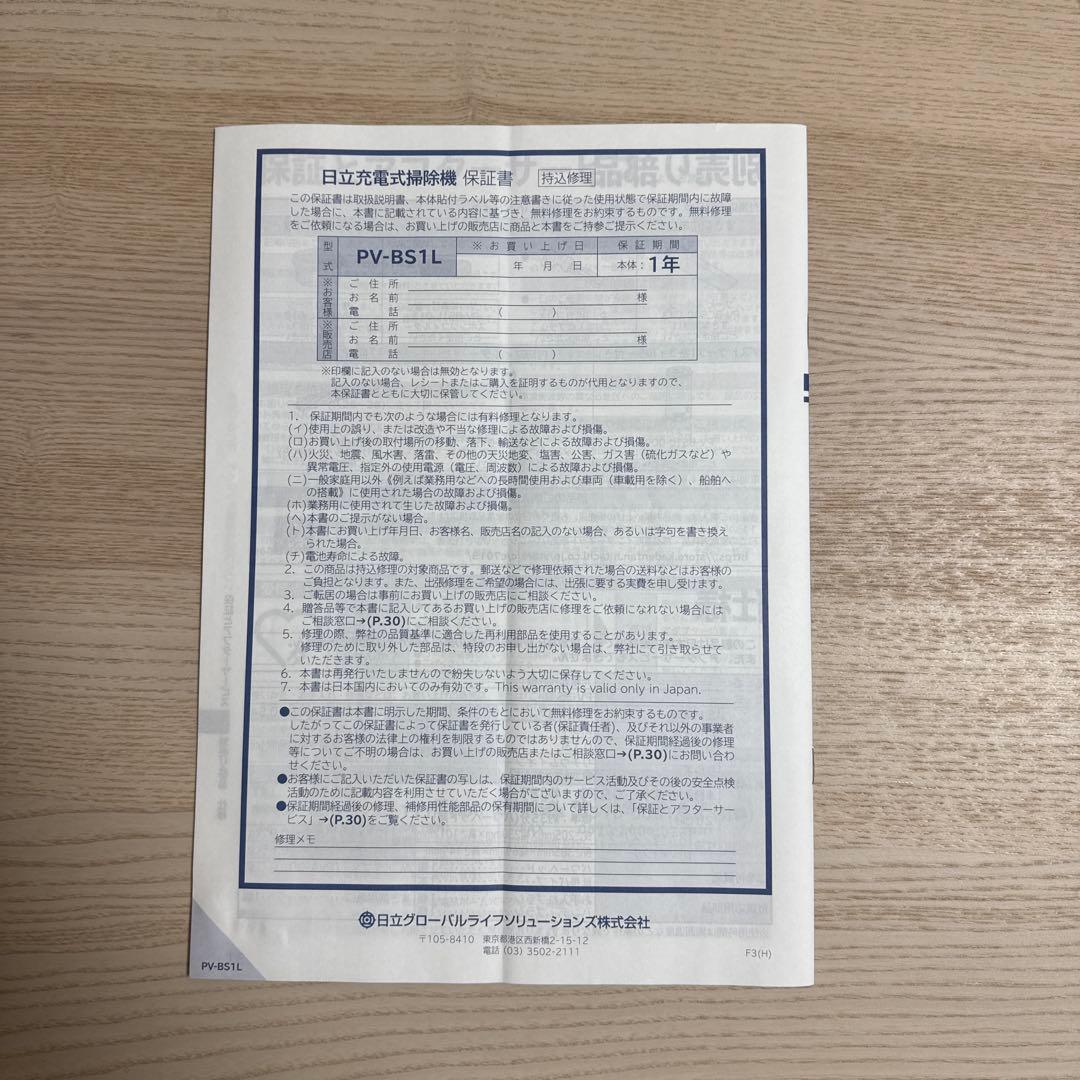 日立充電式掃除機 保証書 持込修理
この保証書は取扱説明書、本体貼付ラベル等の注意書きに従った使用状態で保証期間内に故障
した場合に、本書に記載されている内容に基づき、無料修理をお約束するものです。無料修理
をご依頼になる場合は、お買い上げの販売店に商品と本書をご持参ご提示ください。
型式 PV-BS1L ※お買い上げ日 保証期間
年 月 日 本体：1年
※お客様 ご住所
お名前 様
電話 ( )
※販売店 ご住所
お名前 様
電話 ( )
※印欄に記入のない場合は無効となります。
記入のない場合、レシートまたはご購入を証明するものが代用となりますので、
本保証書とともに大切に保管してください。
1. 保証期間内でも次のような場合には有料修理となります。
(イ)使用上の誤り、または改造や不当な修理による故障および損傷。
(ロ)お買い上げ後の取付場所の移動、落下、輸送などによる故障および損傷。
(ハ)火災、地震、風水害、落雷、その他の天災地変、塩害、公害、ガス害（硫化ガスなど）や
異常電圧、指定外の使用電源（電圧、周波数）による故障および損傷。
(ニ)一般家庭用以外《例えば業務用などへの長時間使用および車両（車載用を除く）、船舶へ
の搭載》に使用された場合の故障および損傷。
(ホ)業務用に使用されて生じた故障および損傷。
(ヘ)本書のご提示がない場合。
(ト)本書にお買い上げ年月日、お客様名、販売店名の記入のない場合、あるいは字句を書き換え
られた場合。
(チ)電池寿命による故障。
2. この商品は持込修理の対象商品です。郵送などで修理依頼された場合の送料などはお客様の
ご負担となります。また、出張修理をご希望の場合には、出張に要する実費を申し受けます。
3. ご転居の場合は事前にお買い上げの販売店にご相談ください。
4. 贈答品等で本書に記入してあるお買い上げの販売店に修理をご依頼になれない場合には
ご相談窓口→(P.30)にご相談ください。
5. 修理の際、弊社の品質基準に適合した再利用部品を使用することがあります。
修理のために取り外した部品は、特段のお申し出がない場合は、弊社にて引き取らせて
いただきます。
6. 本書は再発行いたしませんので紛失しないよう大切に保存してください。
7. 本書は日本国内においてのみ有効です。This warranty is valid only in Japan.
●この保証書は本書に明示した期間、条件のもとにおいて無料修理をお約束するものです。
したがってこの保証書によって保証書を発行している者(保証責任者)、及びそれ以外の事業者
に対するお客様の法律上の権利を制限するものではありませんので、保証期間経過後の修理
等についてご不明の場合は、お買い上げの販売店またはご相談窓口→(P.30)にお問い合わ
せください。
●お客様にご記入いただいた保証書の写しは、保証期間内のサービス活動及びその後の安全点検
活動のために記載内容を利用させていただく場合がございますので、ご了承ください。
●保証期間経過後の修理、補修用性能部品の保有期間について詳しくは、「保証とアフターサー
ビス」→(P.30)をご覧ください。
修理メモ
日立グローバルライフソリューションズ株式会社
〒105-8410 東京都港区西新橋2-15-12
電話 (03) 3502-2111
F3(H)
PV-BS1L